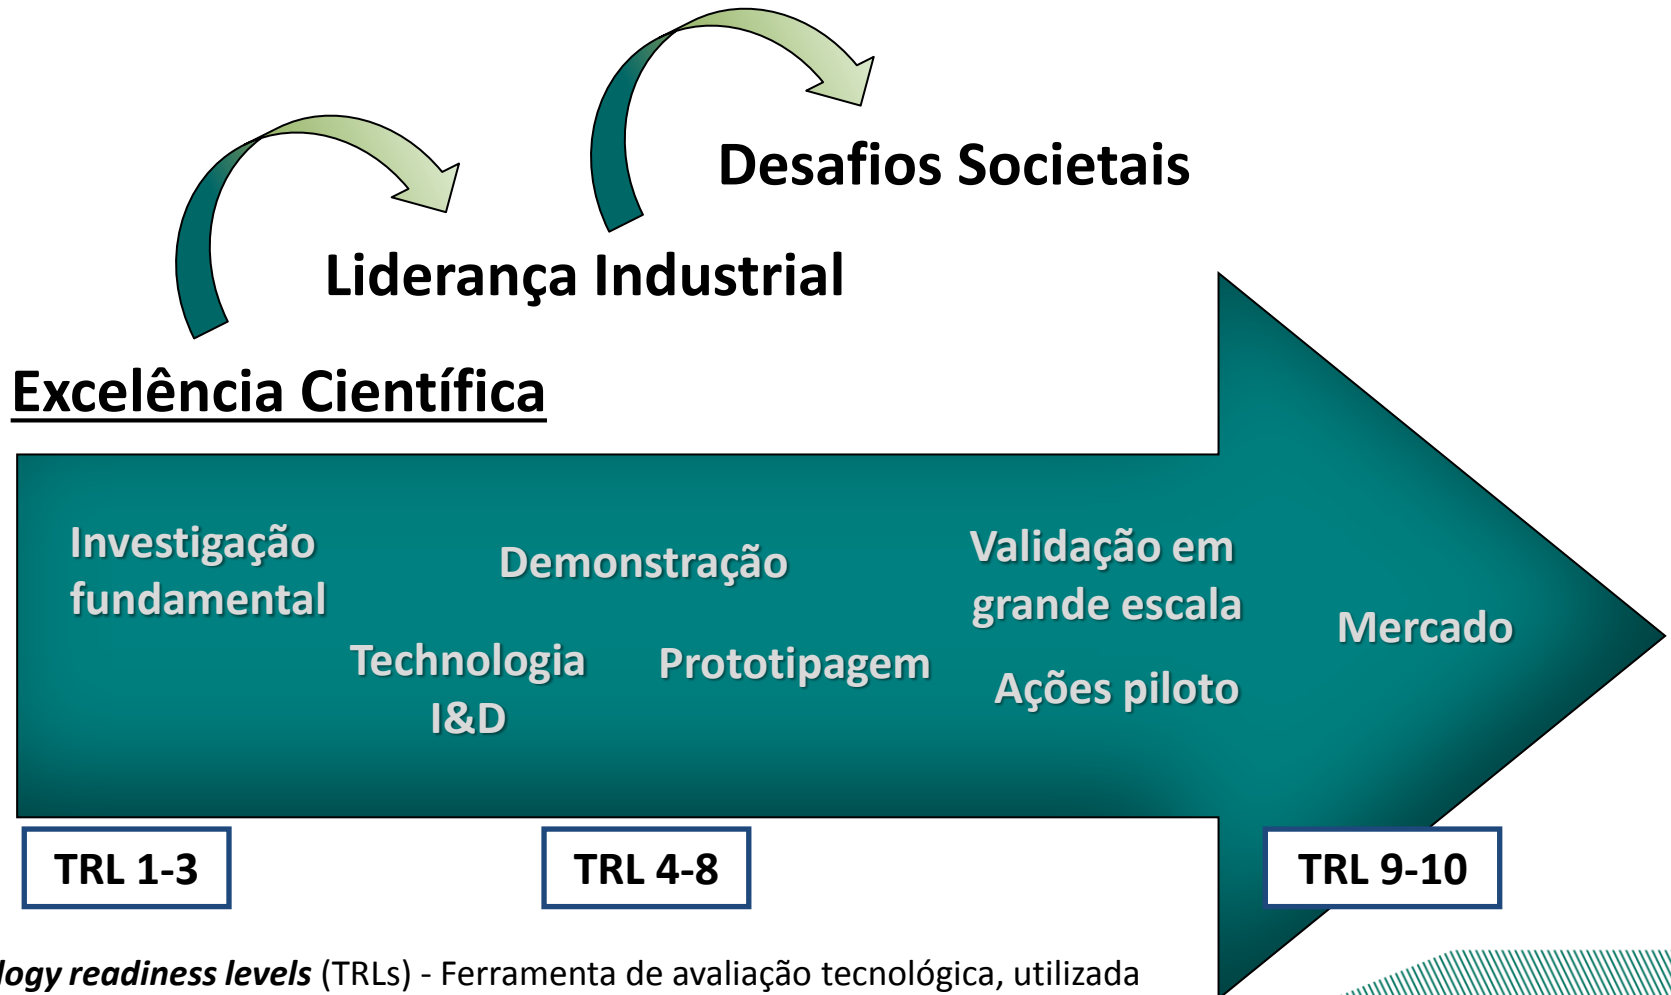 Desafios Societais
Liderança Industrial
Excelência Científica
Investigação
fundamental
Demonstração
Technologia
I&D
Prototipagem
Validação em
grande escala
Ações piloto
Mercado
TRL 1-3
TRL 4-8
TRL 9-10
readiness levels (TRLs) - Ferramenta de avaliação tecnológica, utilizada